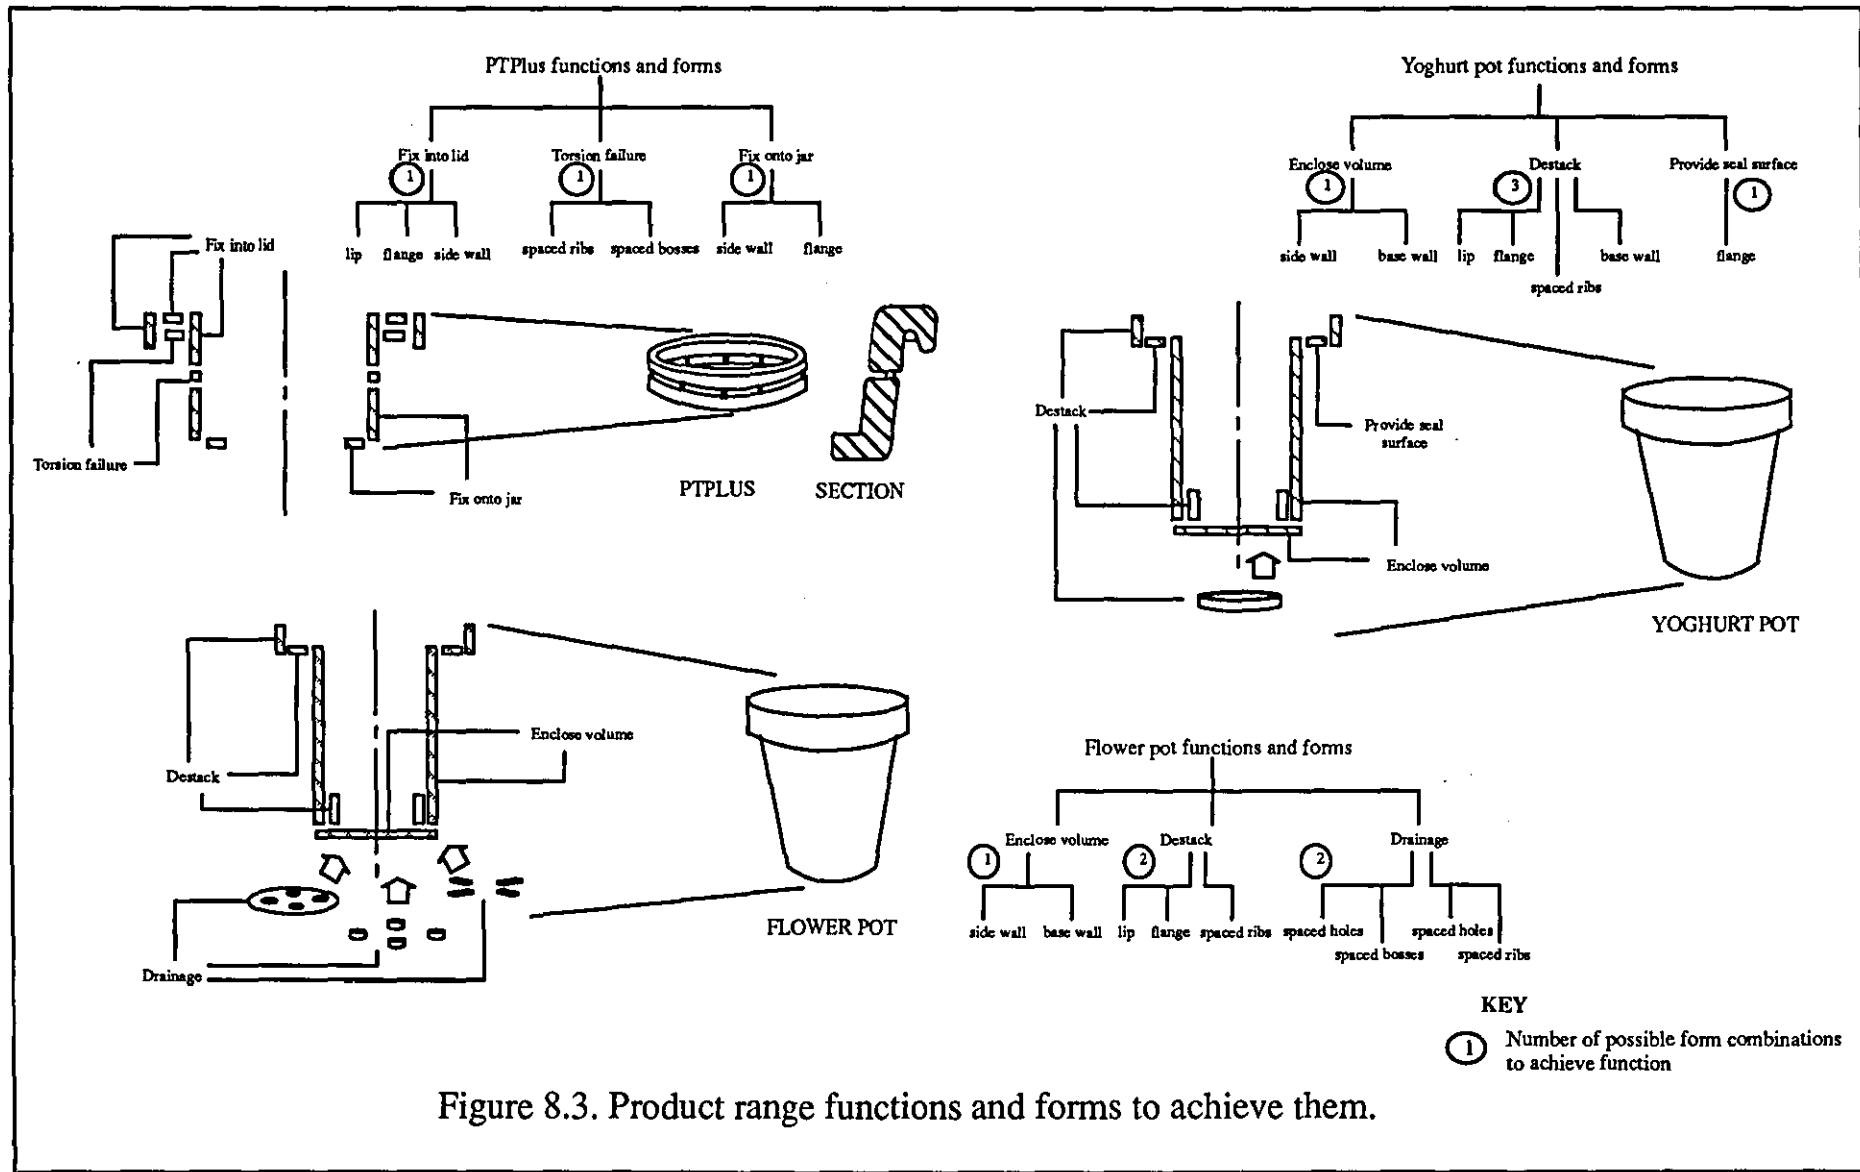 PTPlus functions and forms
Fix into lid
Torsion failure
Fix onto jar
1
1
1
lip
flange
side wall
spaced ribs
spaced bosses
side wall
flange
Fix into lid
Torsion failure
Fix onto jar
PTPLUS
SECTION
Yoghurt pot functions and forms
Enclose volume
Destack
Provide seal surface
1
3
1
side wall
base wall
lip
flange
base wall
flange
spaced ribs
Destack
Provide seal
surface
Enclose volume
YOGHURT POT
Enclose volume
Destack
Drainage
FLOWER POT
Flower pot functions and forms
Enclose volume
Destack
Drainage
1
2
2
side wall
base wall
lip
flange
spaced ribs
spaced holes
spaced holes
spaced bosses
spaced ribs
KEY
1 Number of possible form combinations
to achieve function
Figure 8.3. Product range functions and forms to achieve them.